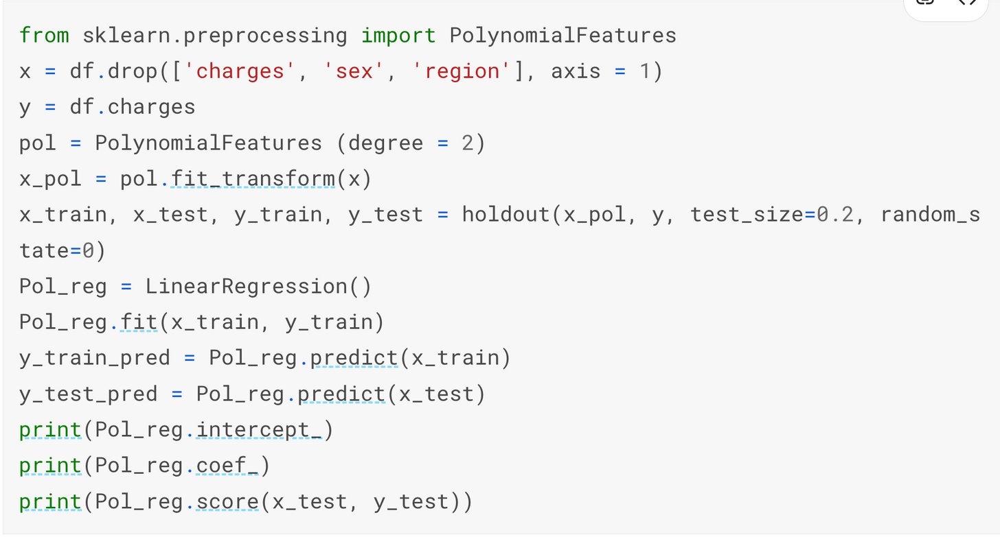 from sklearn.preprocessing import PolynomialFeatures
x = df.drop(['charges', 'sex', 'region'], axis = 1)
y = df.charges
pol = PolynomialFeatures (degree = 2)
x_pol = pol.fit_transform(x)
x_train, x_test, y_train, y_test = holdout(x_pol, y, test_size=0.2, random_s
tate=0)
Pol_reg = LinearRegression()
Pol_reg.fit(x_train, y_train)
y_train_pred = Pol_reg.predict(x_train)
y_test_pred = Pol_reg.predict(x_test)
print(Pol_reg.intercept_)
print(Pol_reg.coef_)
print(Pol_reg.score(x_test, y_test))